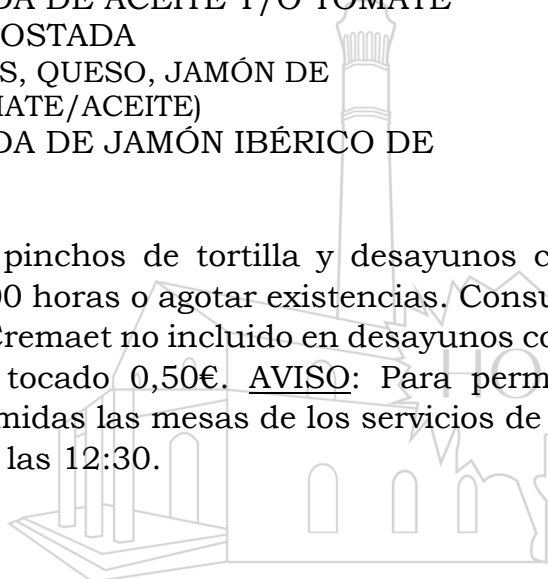 DA DE ACEITE Y/O TOMATE
OSTADA
S, QUESO, JAMÓN DE
MATE/ACEITE)
DA DE JAMÓN IBÉRICO DE
pinchos de tortilla y desayunos c
00 horas o agotar existencias. Consu
Cremaet no incluido en desayunos co
tocado 0,50€. AVISO: Para perm
midas las mesas de los servicios de
las 12:30.
HO